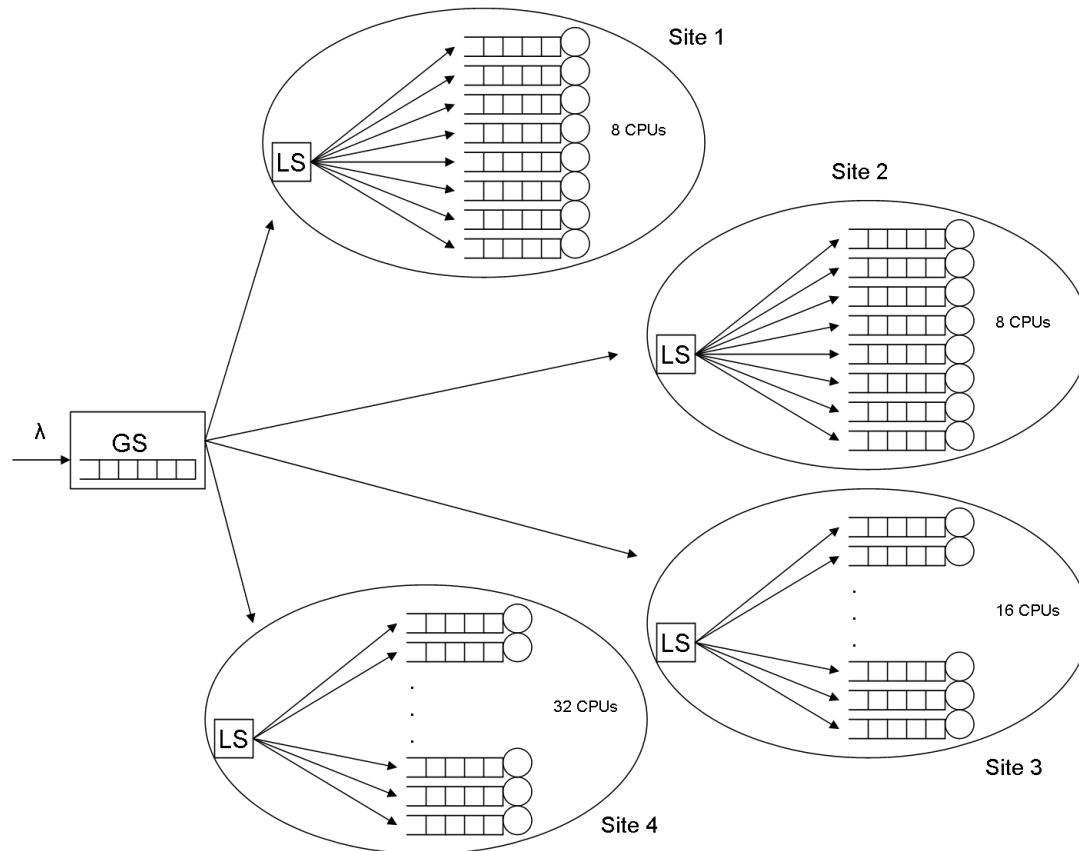 Site 1
8 CPUs
LS
Site 2
8 CPUs
LS
λ
GS
16 CPUs
LS
Site 3
32 CPUs
LS
Site 4